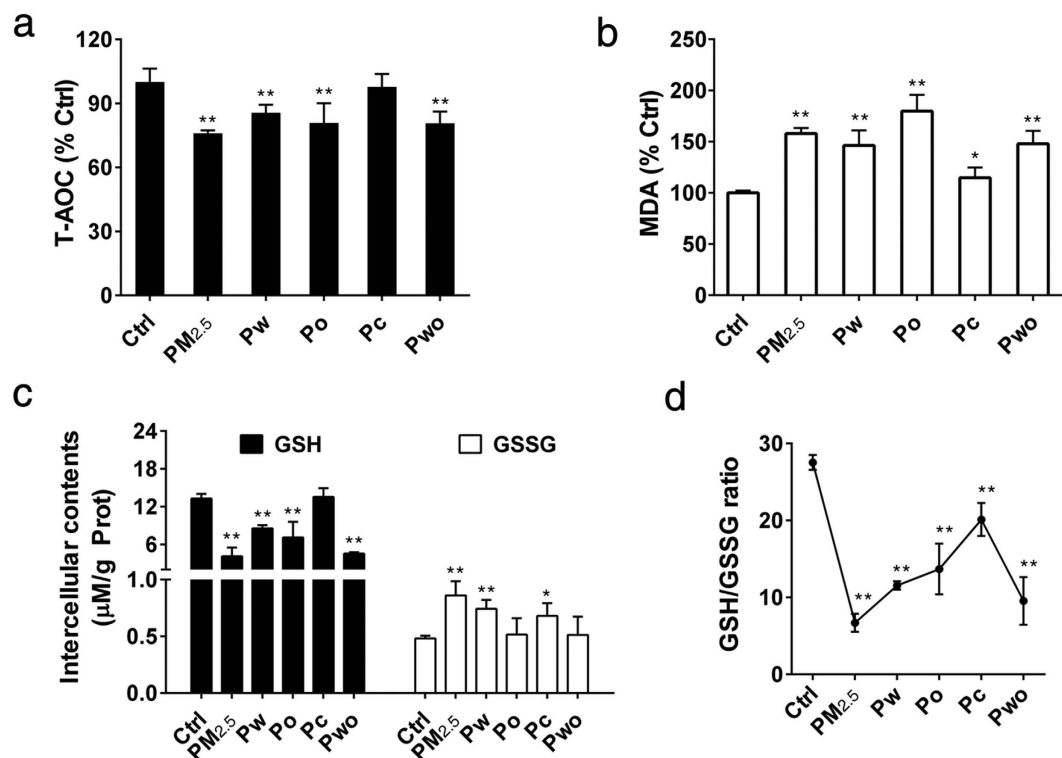 a
T-AOC (% Ctrl)
120
90
60
30
0
** ** ** **
Ctrl PM2.5 Pw Po Pc Pwo
b
MDA (% Ctrl)
250
200
150
100
50
0
** ** ** * **
Ctrl PM2.5 Pw Po Pc Pwo
c
Intercellular contents
(μM/g Prot)
24
18
12
6
1.0
0.5
0.0
GSH GSSG
** ** ** **
** ** *
Ctrl PM2.5 Pw Po Pc Pwo Ctrl PM2.5 Pw Po Pc Pwo
d
GSH/GSSG ratio
30
20
10
0
** ** ** ** **
Ctrl PM2.5 Pw Po Pc Pwo